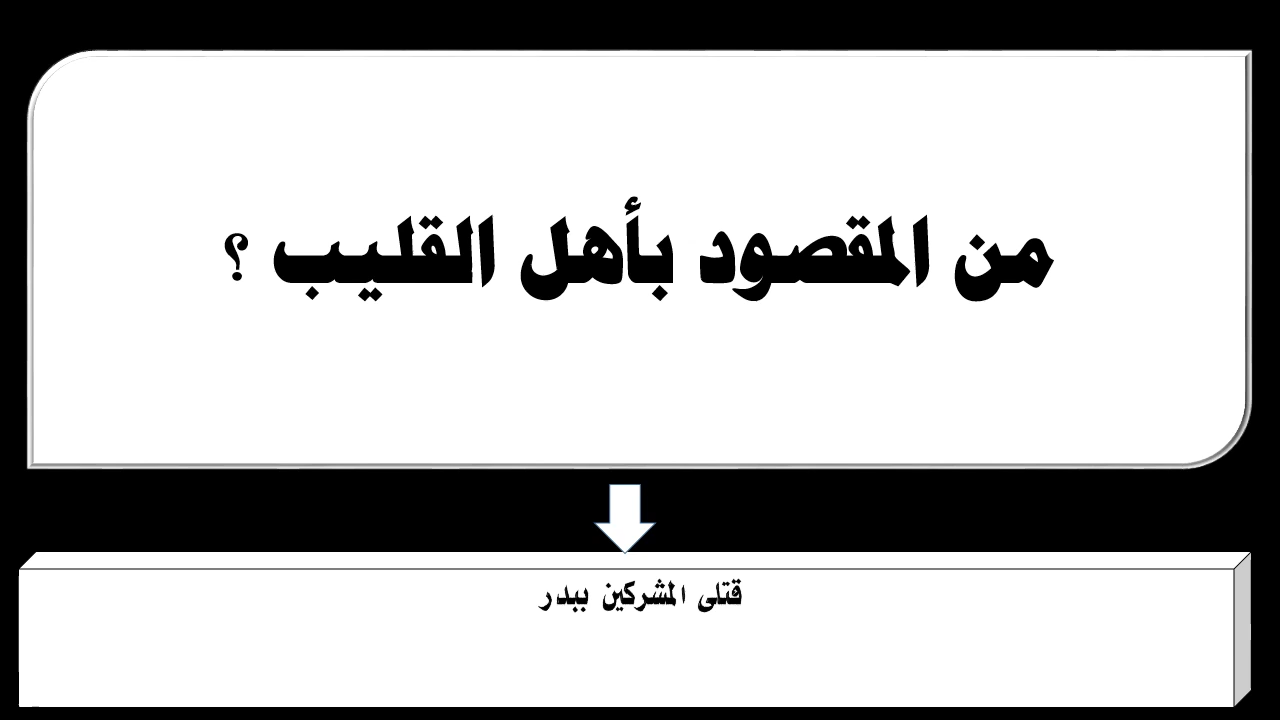 من المقصود بأهل القليب ؟
قتلى المشركين ببدر